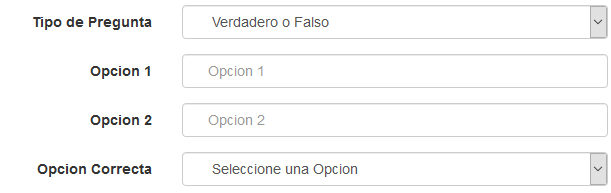 Tipo de Pregunta Verdadero o Falso
Opcion 1 Opcion 1
Opcion 2 Opcion 2
Opcion Correcta Seleccione una Opcion